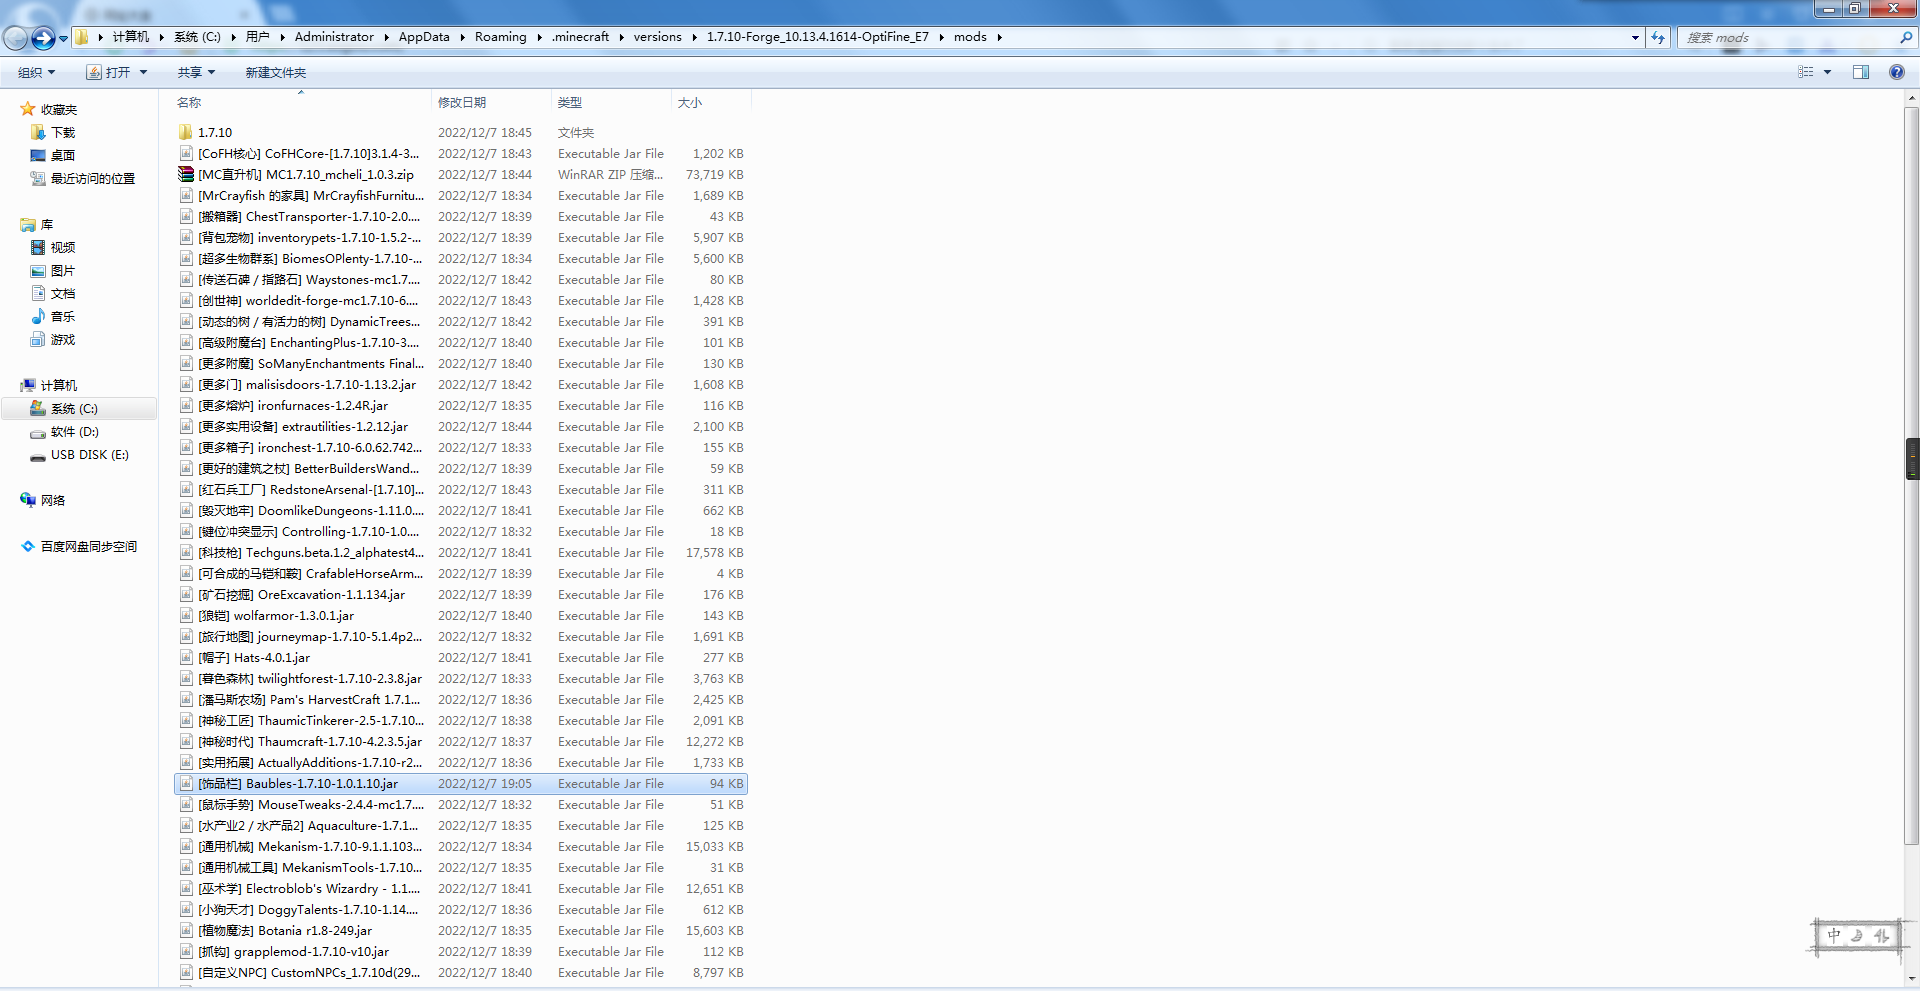 计算机 系统 (C:) 用户 Administrator AppData Roaming .minecraft versions 1.7.10-Forge_10.13.4.1614-OptiFine_E7 mods 搜索 mods
组织 打开 共享 新建文件夹
收藏夹
下载
桌面
最近访问的位置
库
视频
图片
文档
音乐
游戏
计算机
系统 (C:)
软件 (D:)
USB DISK (E:)
网络
百度网盘同步空间
名称 修改日期 类型 大小
1.7.10 2022/12/7 18:45 文件夹
[CoFH核心] CoFHCore-[1.7.10]3.1.4-3... 2022/12/7 18:43 Executable Jar File 1,202 KB
[MC直升机] MC1.7.10_mcheli_1.0.3.zip 2022/12/7 18:44 WinRAR ZIP 压缩... 73,719 KB
[MrCrayfish 的家具] MrCrayfishFurnitu... 2022/12/7 18:34 Executable Jar File 1,689 KB
[搬箱器] ChestTransporter-1.7.10-2.0.... 2022/12/7 18:39 Executable Jar File 43 KB
[背包宠物] inventorypets-1.7.10-1.5.2-... 2022/12/7 18:39 Executable Jar File 5,907 KB
[超多生物群系] BiomesOPlenty-1.7.10-... 2022/12/7 18:34 Executable Jar File 5,600 KB
[传送石碑 / 指路石] Waystones-mc1.7.... 2022/12/7 18:42 Executable Jar File 80 KB
[创世神] worldedit-forge-mc1.7.10-6.... 2022/12/7 18:43 Executable Jar File 1,428 KB
[动态的树 / 有活力的树] DynamicTrees... 2022/12/7 18:42 Executable Jar File 391 KB
[高级附魔台] EnchantingPlus-1.7.10-3.... 2022/12/7 18:40 Executable Jar File 101 KB
[更多附魔] SoManyEnchantments Final... 2022/12/7 18:40 Executable Jar File 130 KB
[更多门] malisisdoors-1.7.10-1.13.2.jar 2022/12/7 18:42 Executable Jar File 1,608 KB
[更多熔炉] ironfurnaces-1.2.4R.jar 2022/12/7 18:35 Executable Jar File 116 KB
[更多实用设备] extrautilities-1.2.12.jar 2022/12/7 18:44 Executable Jar File 2,100 KB
[更多箱子] ironchest-1.7.10-6.0.62.742... 2022/12/7 18:33 Executable Jar File 155 KB
[更好的建筑之杖] BetterBuildersWand... 2022/12/7 18:39 Executable Jar File 59 KB
[红石兵工厂] RedstoneArsenal-[1.7.10]... 2022/12/7 18:43 Executable Jar File 311 KB
[毁灭地牢] DoomlikeDungeons-1.11.0.... 2022/12/7 18:41 Executable Jar File 662 KB
[键位冲突显示] Controlling-1.7.10-1.0.... 2022/12/7 18:32 Executable Jar File 18 KB
[科技枪] Techguns.beta.1.2_alphatest4... 2022/12/7 18:41 Executable Jar File 17,578 KB
[可合成的马铠和鞍] CrafableHorseArm... 2022/12/7 18:39 Executable Jar File 4 KB
[矿石挖掘] OreExcavation-1.1.134.jar 2022/12/7 18:39 Executable Jar File 176 KB
[狼铠] wolfarmor-1.3.0.1.jar 2022/12/7 18:40 Executable Jar File 143 KB
[旅行地图] journeymap-1.7.10-5.1.4p2... 2022/12/7 18:32 Executable Jar File 1,691 KB
[帽子] Hats-4.0.1.jar 2022/12/7 18:41 Executable Jar File 277 KB
[暮色森林] twilightforest-1.7.10-2.3.8.jar 2022/12/7 18:33 Executable Jar File 3,763 KB
[潘马斯农场] Pam's HarvestCraft 1.7.1... 2022/12/7 18:36 Executable Jar File 2,425 KB
[神秘工匠] ThaumicTinkerer-2.5-1.7.10... 2022/12/7 18:38 Executable Jar File 2,091 KB
[神秘时代] Thaumcraft-1.7.10-4.2.3.5.jar 2022/12/7 18:37 Executable Jar File 12,272 KB
[实用拓展] ActuallyAdditions-1.7.10-r2... 2022/12/7 18:36 Executable Jar File 1,733 KB
[饰品栏] Baubles-1.7.10-1.0.1.10.jar 2022/12/7 19:05 Executable Jar File 94 KB
[鼠标手势] MouseTweaks-2.4.4-mc1.7.... 2022/12/7 18:32 Executable Jar File 51 KB
[水产业2 / 水产品2] Aquaculture-1.7.1... 2022/12/7 18:35 Executable Jar File 125 KB
[通用机械] Mekanism-1.7.10-9.1.1.103... 2022/12/7 18:34 Executable Jar File 15,033 KB
[通用机械工具] MekanismTools-1.7.10... 2022/12/7 18:35 Executable Jar File 31 KB
[巫术学] Electroblob's Wizardry - 1.1.... 2022/12/7 18:41 Executable Jar File 12,651 KB
[小狗天才] DoggyTalents-1.7.10-1.14.... 2022/12/7 18:36 Executable Jar File 612 KB
[植物魔法] Botania r1.8-249.jar 2022/12/7 18:35 Executable Jar File 15,603 KB
[抓钩] grapplemod-1.7.10-v10.jar 2022/12/7 18:39 Executable Jar File 112 KB
[自定义NPC] CustomNPCs_1.7.10d(29... 2022/12/7 18:40 Executable Jar File 8,797 KB
中